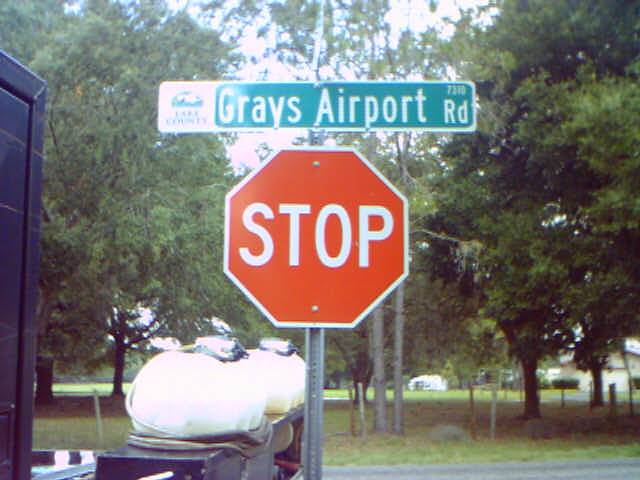 LAKE COUNTY
Grays Airport Rd
7310
STOP